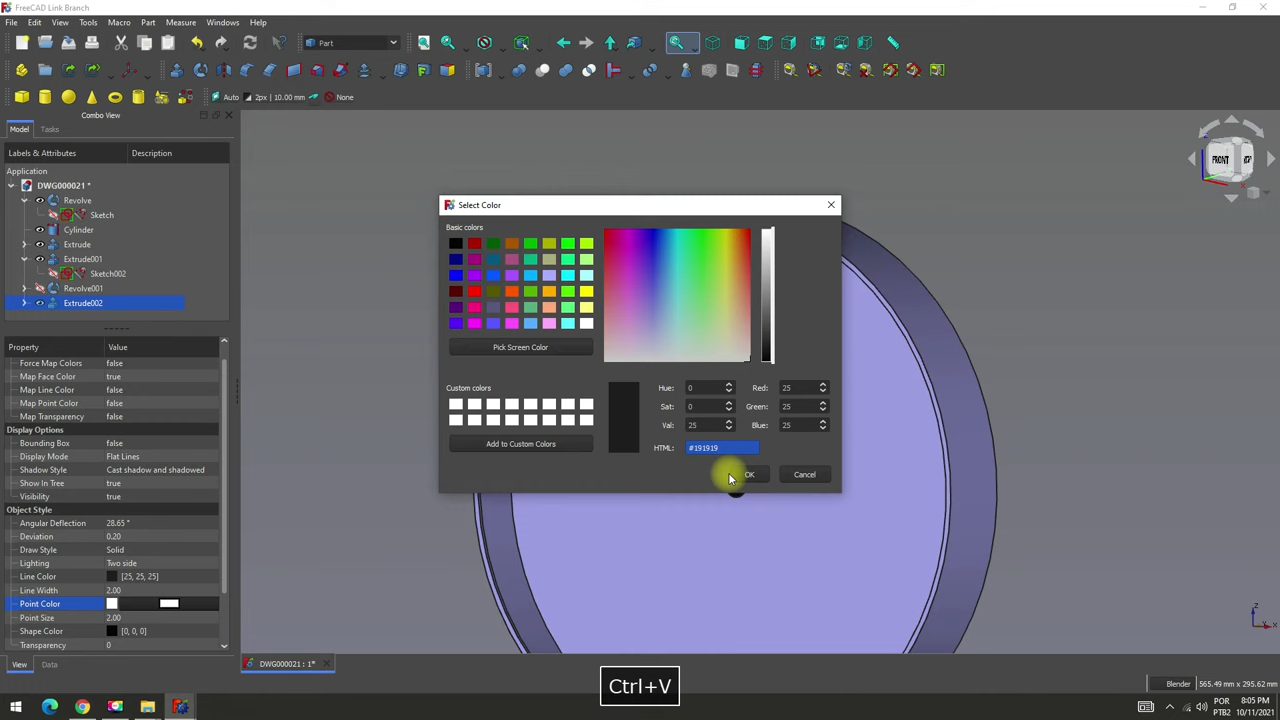 FreeCAD Link Branch
File Edit View Tools Macro Part Measure Windows Help
Part
Auto 2px | 10.00 mm None
Combo View
Model Tasks
Labels & Attributes Description
Application
DWG000021 *
Revolve
Sketch
Cylinder
Extrude
Extrude001
Sketch002
Revolve001
Extrude002
Property Value
Force Map Colors false
Map Face Color true
Map Line Color false
Map Point Color false
Map Transparency false
Display Options
Bounding Box false
Display Mode Flat Lines
Shadow Style Cast shadow and shadowed
Show In Tree true
Visibility true
Object Style
Angular Deflection 28.65 °
Deviation 0.20
Draw Style Solid
Lighting Two side
Line Color [25, 25, 25]
Line Width 2.00
Point Color
Point Size 2.00
Shape Color [0, 0, 0]
Transparency 0
View Data
Select Color
Basic colors
Pick Screen Color
Custom colors
Add to Custom Colors
Hue: 0 Red: 25
Sat: 0 Green: 25
Val: 25 Blue: 25
HTML: #191919
OK Cancel
FRONT
DWG000021 : 1*
Ctrl+V
Blender 565.49 mm x 295.62 mm
POR 8:05 PM
PTB2 10/11/2021